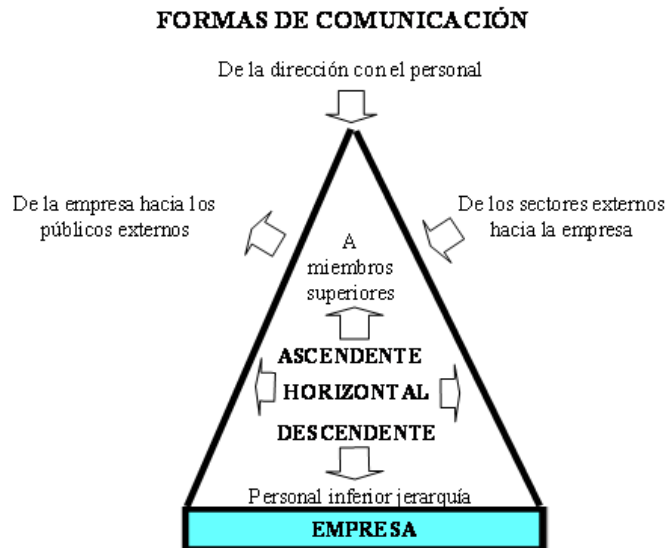 FORMAS DE COMUNICACIÓN
De la dirección con el personal
De la empresa hacia los
públicos externos
De los sectores externos
hacia la empresa
A
miembros
superiores
ASCENDENTE
HORIZONTAL
DESCENDENTE
Personal inferior jerarquía
EMPRESA